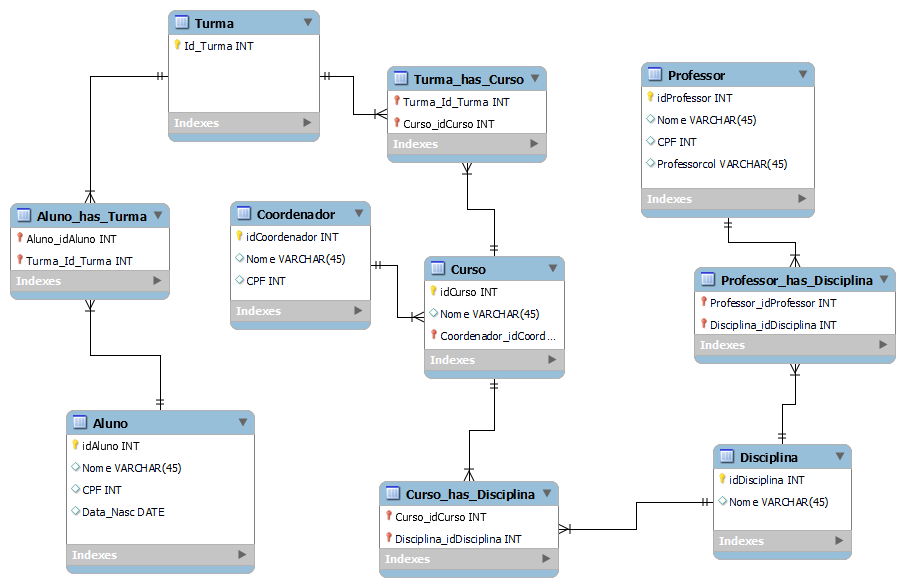 Turma
Id_Turma INT
Indexes
Turma_has_Curso
Turma_Id_Turma INT
Curso_idCurso INT
Indexes
Professor
idProfessor INT
Nome VARCHAR(45)
CPF INT
Professorcol VARCHAR(45)
Indexes
Aluno_has_Turma
Aluno_idAluno INT
Turma_Id_Turma INT
Indexes
Coordenador
idCoordenador INT
Nome VARCHAR(45)
CPF INT
Indexes
Curso
idCurso INT
Nome VARCHAR(45)
Coordenador_idCoord...
Indexes
Professor_has_Disciplina
Professor_idProfessor INT
Disciplina_idDisciplina INT
Indexes
Aluno
idAluno INT
Nome VARCHAR(45)
CPF INT
Data_Nasc DATE
Indexes
Curso_has_Disciplina
Curso_idCurso INT
Disciplina_idDisciplina INT
Indexes
Disciplina
idDisciplina INT
Nome VARCHAR(45)
Indexes